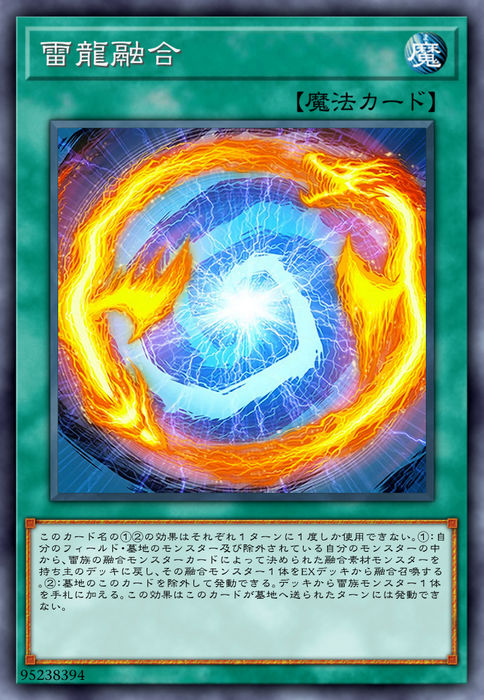 雷龍融合
魔
【魔法カード】
このカード名の①②の効果はそれぞれ１ターンに１度しか使用できない。①：自
分のフィールド・墓地のモンスター及び除外されている自分のモンスターの中
から、雷族の融合モンスターカードによって決められた融合素材モンスターを
持ち主のデッキに戻し、その融合モンスター１体をEXデッキから融合召喚する。
②：墓地のこのカードを除外して発動できる。デッキから雷族モンスター１体
を手札に加える。この効果はこのカードが墓地へ送られたターンには発動でき
ない。
95238394